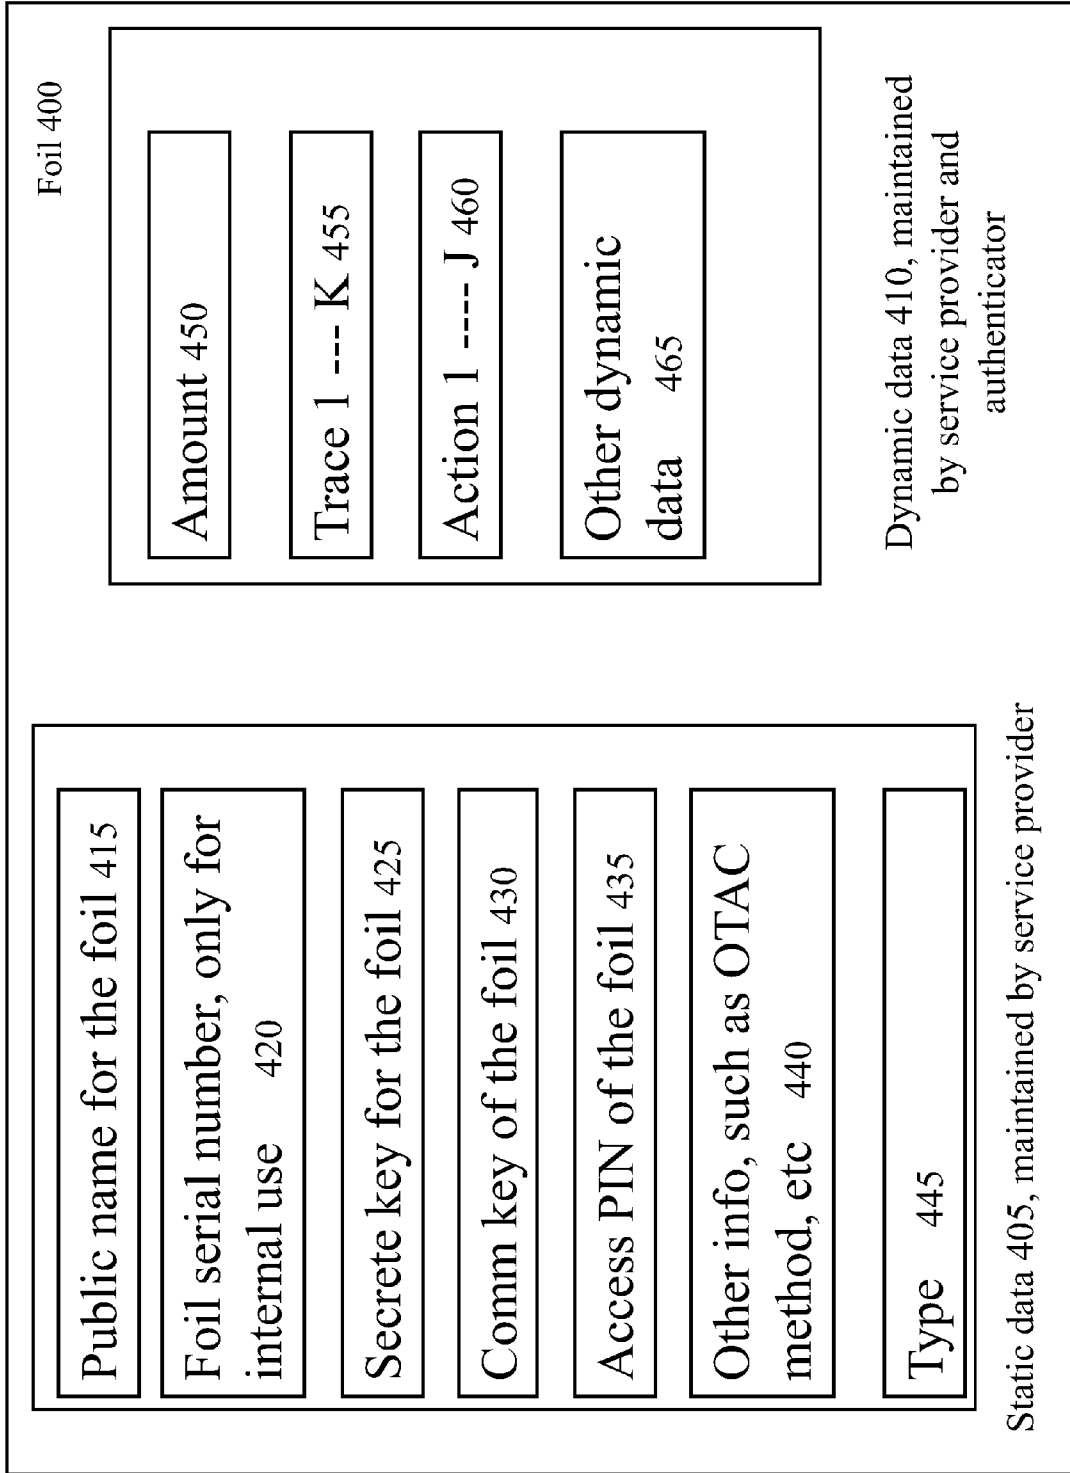 Foil 400
Public name for the foil 415
Foil serial number, only for
internal use 420
Secrete key for the foil 425
Comm key of the foil 430
Access PIN of the foil 435
Other info, such as OTAC
method, etc 440
Type 445
Static data 405, maintained by service provider
Amount 450
Trace 1 --- K 455
Action 1 ---- J 460
Other dynamic
data 465
Dynamic data 410, maintained
by service provider and
authenticator